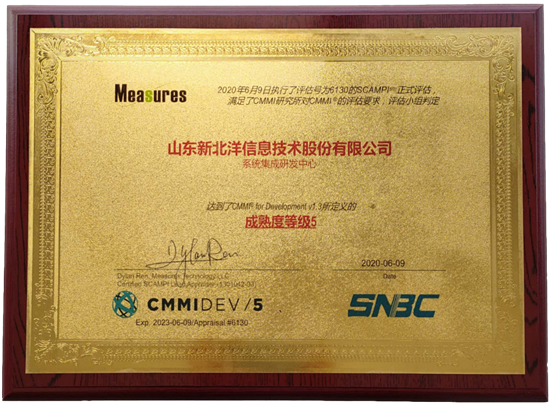 Measures
2020年6月9日执行了评估号为6130的SCAMPI℠正式评估,
满足了CMMI研究所对CMMI®的评估要求,评估小组判定
山东新北洋信息技术股份有限公司
系统集成研发中心
达到了CMMI® for Development v1.3所定义的
成熟度等级5
2020-06-09
Dylan Ren, Measures Technology LLC
Date
Certified SCAMPI Lead Appraiser
CMMIDEV/5
SNBC
Exp. 2023-06-09/Appraisal #6130